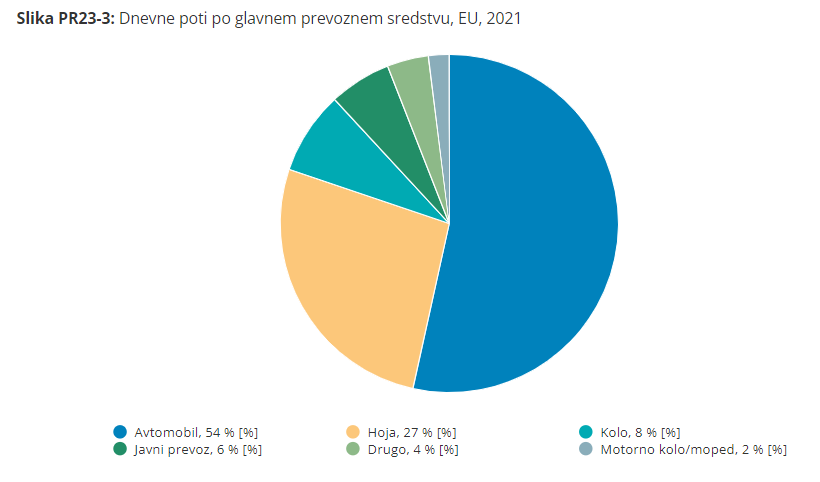 Slika PR23-3: Dnevne poti po glavnem prevoznem sredstvu, EU, 2021
Avtomobil, 54 % [%] Hoja, 27 % [%] Kolo, 8 % [%]
Javni prevoz, 6 % [%] Drugo, 4 % [%] Motorno kolo/moped, 2 % [%]